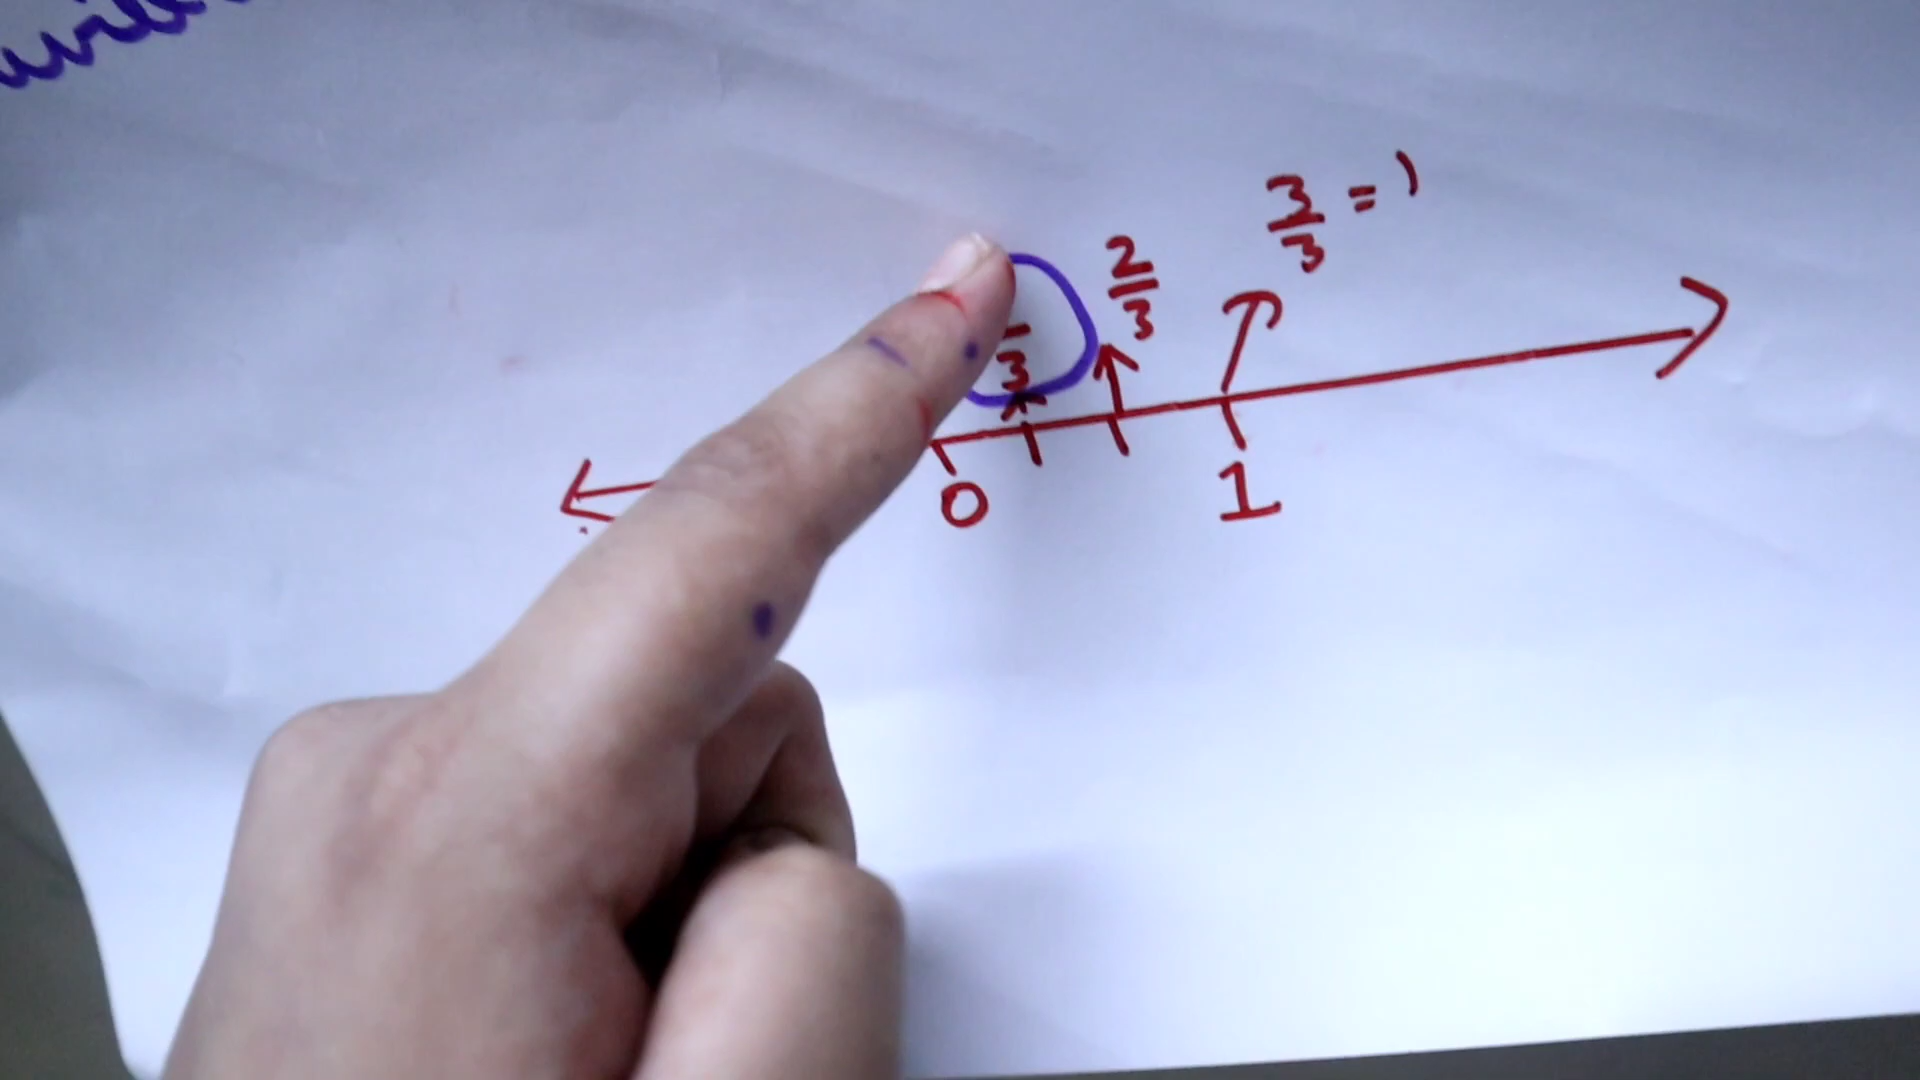 3/3 = 1
2/3
3
0 1